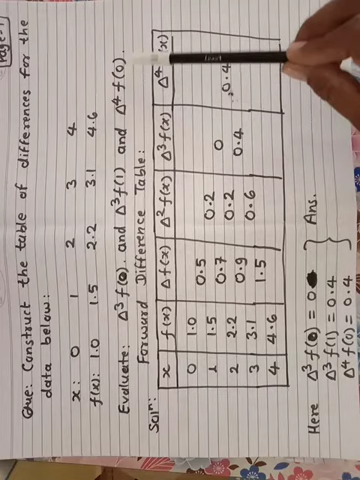 Page-1
Que: Construct the table of differences for the
data below:
x: 0 1 2 3 4
f(x): 1.0 1.5 2.2 3.1 4.6
Evaluate: Δ³f(0). and Δ³f(1) and Δ⁴f(0).
Soln: Forward Difference Table:
x f(x) Δf(x) Δ²f(x) Δ³f(x) Δ⁴ (x)
0 1.0
0.5
1 1.5 0.2
0.7 0
2 2.2 0.2 0.4
0.9 0.4
3 3.1 0.6
1.5
4 4.6
Here Δ³f(0) = 0
Δ³f(1) = 0.4 } Ans.
Δ⁴f(0) = 0.4